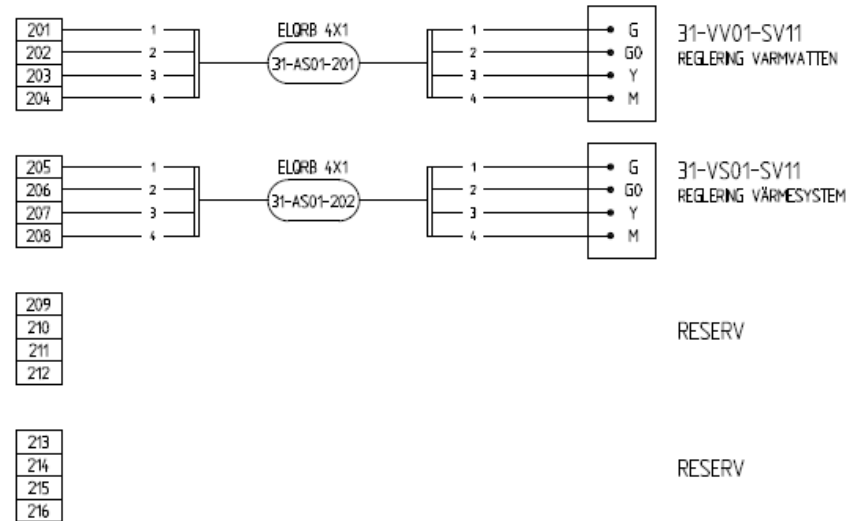 201 1 ELQRB 4X1 1 G 31-VV01-SV11
202 2 2 G0 REGLERING VARMVATTEN
203 3 31-AS01-201 3 Y
204 4 4 M
205 1 ELQRB 4X1 1 G 31-VS01-SV11
206 2 2 G0 REGLERING VÄRMESYSTEM
207 3 31-AS01-202 3 Y
208 4 4 M
209
210 RESERV
211
212
213
214 RESERV
215
216